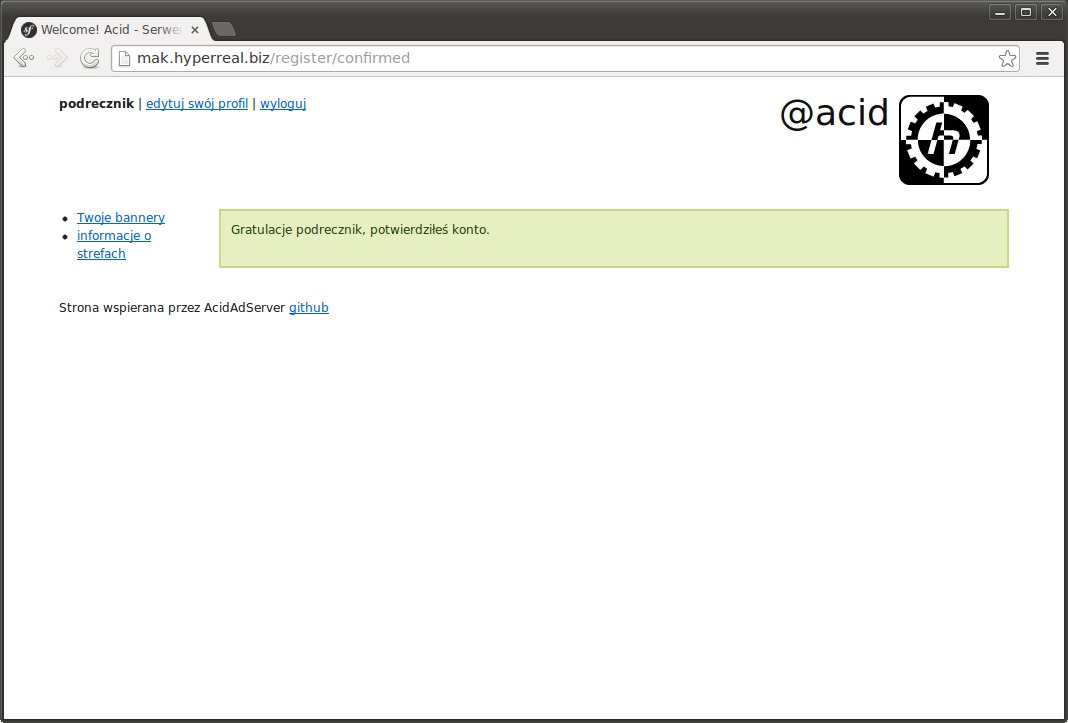 Welcome! Acid - Serwe
mak.hyperreal.biz/register/confirmed
podrecznik | edytuj swój profil | wyloguj
@acid
h
Twoje bannery
informacje o
strefach
Gratulacje podrecznik, potwierdziłeś konto.
Strona wspierana przez AcidAdServer github